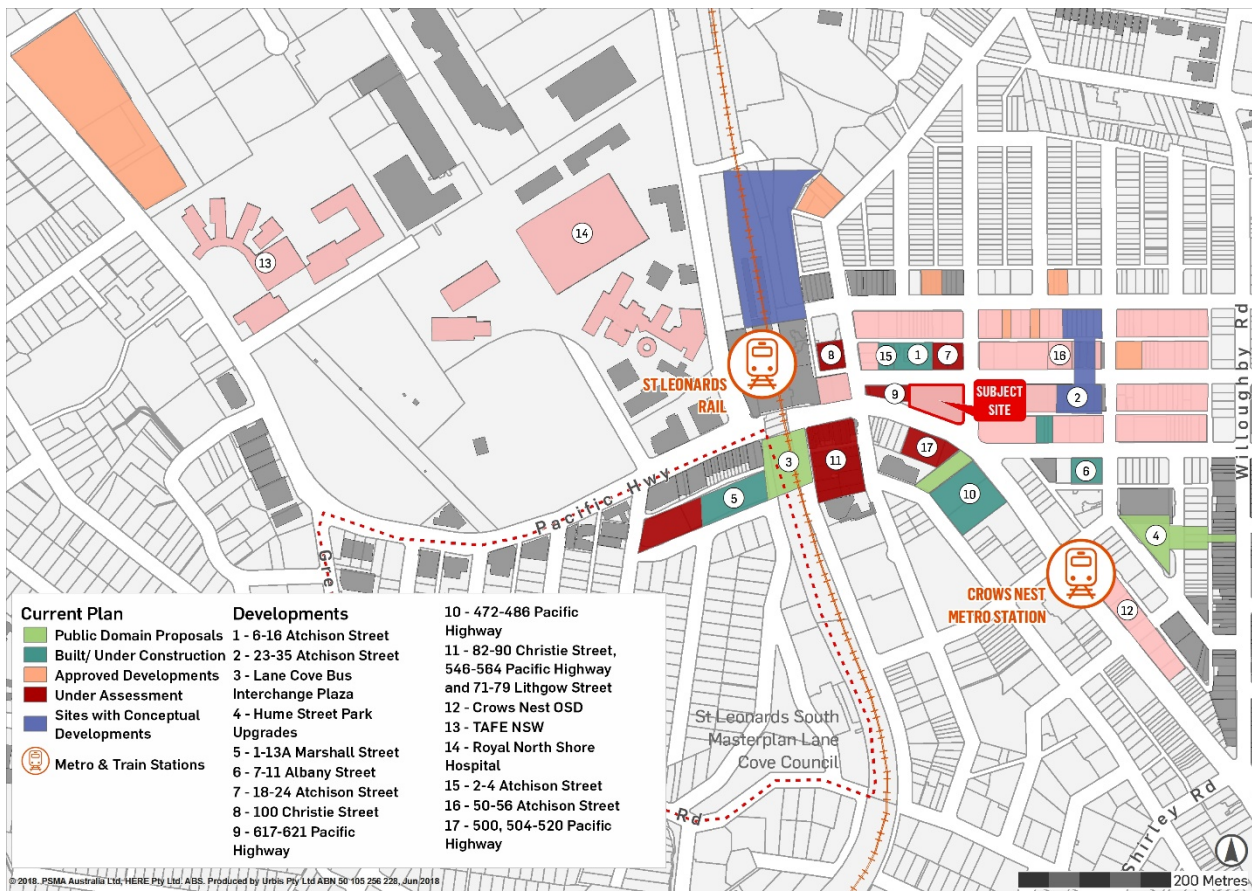 13
14
ST LEONARDS
RAIL
8
15
1
7
16
9
SUBJECT
SITE
2
Willoughby Rd
17
3
11
5
10
6
4
Pacific Hwy
Gre
CROWS NEST
METRO STATION
12
St Leonards South
Masterplan Lane
Cove Council
Rd
Shirley Rd
Current Plan
Public Domain Proposals
Built/ Under Construction
Approved Developments
Under Assessment
Sites with Conceptual
Developments
Metro & Train Stations
Developments
1 - 6-16 Atchison Street
2 - 23-35 Atchison Street
3 - Lane Cove Bus
Interchange Plaza
4 - Hume Street Park
Upgrades
5 - 1-13A Marshall Street
6 - 7-11 Albany Street
7 - 18-24 Atchison Street
8 - 100 Christie Street
9 - 617-621 Pacific
Highway
10 - 472-486 Pacific
Highway
11 - 82-90 Christie Street,
546-564 Pacific Highway
and 71-79 Lithgow Street
12 - Crows Nest OSD
13 - TAFE NSW
14 - Royal North Shore
Hospital
15 - 2-4 Atchison Street
16 - 50-56 Atchison Street
17 - 500, 504-520 Pacific
Highway
© 2018. PSMA Australia Ltd, HERE Pty Ltd. ABS. Produced by Urbis Pty Ltd ABN 50 105 256 228, Jun 2018
200 Metres